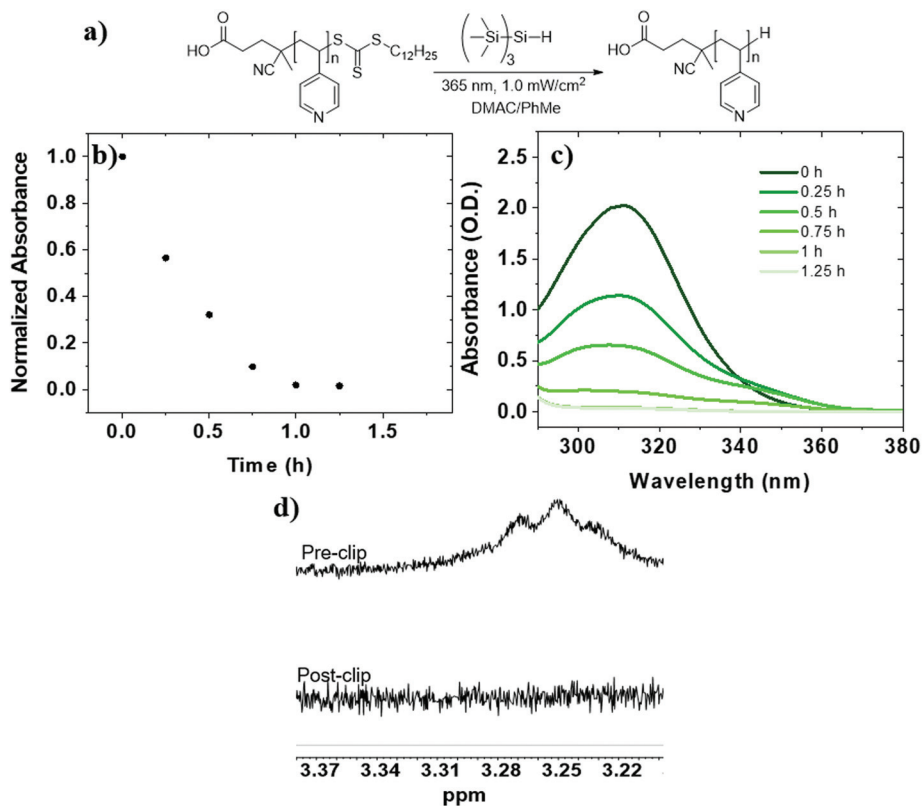 a)
O
HO
NC
n
S
S
C12H25
S
N
Si
Si
H
3
365 nm, 1.0 mW/cm2
DMAC/PhMe
O
HO
NC
H
n
N
b)
Normalized Absorbance
1.0
0.8
0.6
0.4
0.2
0.0
0.0 0.5 1.0 1.5
Time (h)
c)
Absorbance (O.D.)
2.5
2.0
1.5
1.0
0.5
0.0
0 h
0.25 h
0.5 h
0.75 h
1 h
1.25 h
300 320 340 360 380
Wavelength (nm)
d)
Pre-clip
Post-clip
3.37 3.34 3.31 3.28 3.25 3.22
ppm